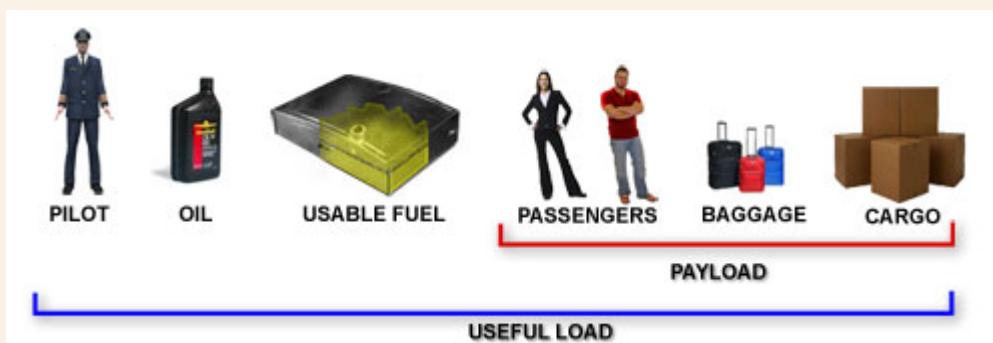 PILOT
OIL
USABLE FUEL
PASSENGERS
BAGGAGE
CARGO
PAYLOAD
USEFUL LOAD